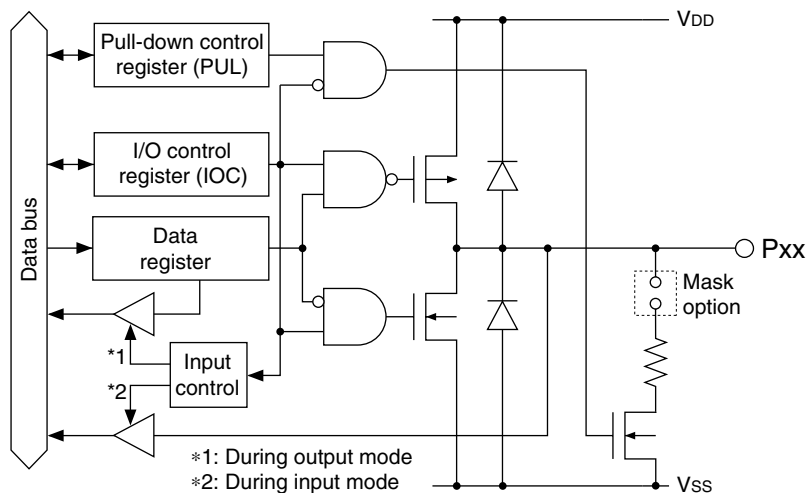 VDD
Pull-down control
register (PUL)
I/O control
register (IOC)
Data bus
Data
register
Pxx
Mask
option
*1
Input
control
*2
*1: During output mode
*2: During input mode
VSS